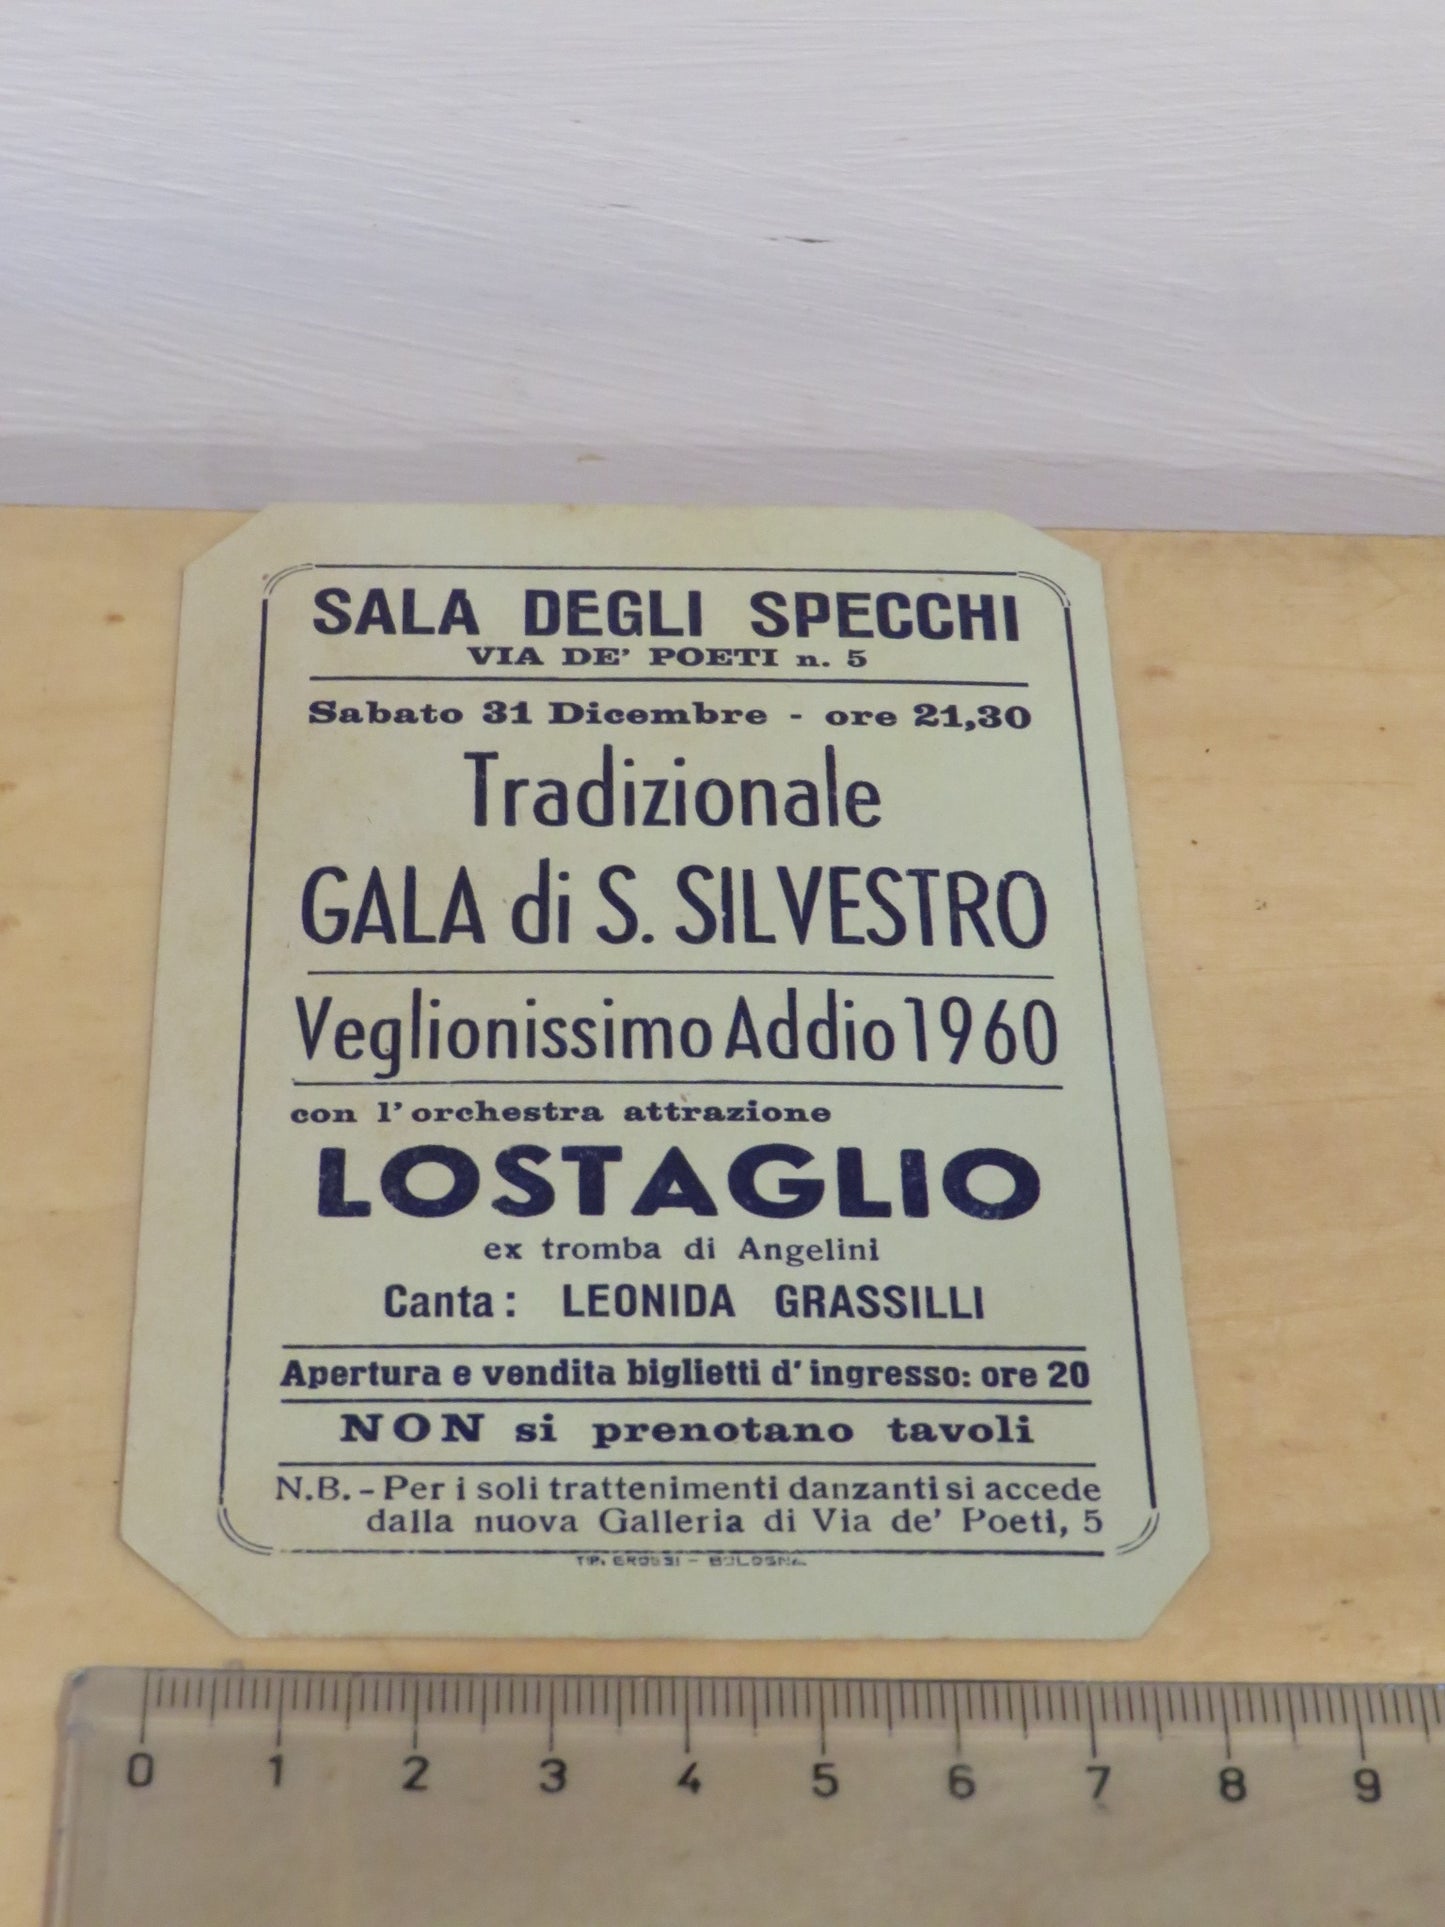 SALA DEGLI SPECCHI
VIA DE' POETI n. 5
Sabato 31 Dicembre - ore 21,30
Tradizionale
GALA di S. SILVESTRO
Veglionissimo Addio 1960
con l'orchestra attrazione
LOSTAGLIO
ex tromba di Angelini
Canta: LEONIDA GRASSILLI
Apertura e vendita biglietti d'ingresso: ore 20
NON si prenotano tavoli
N.B. - Per i soli trattenimenti danzanti si accede
dalla nuova Galleria di Via de' Poeti, 5
TIP. - BOLOGNA
0 1 2 3 4 5 6 7 8 9